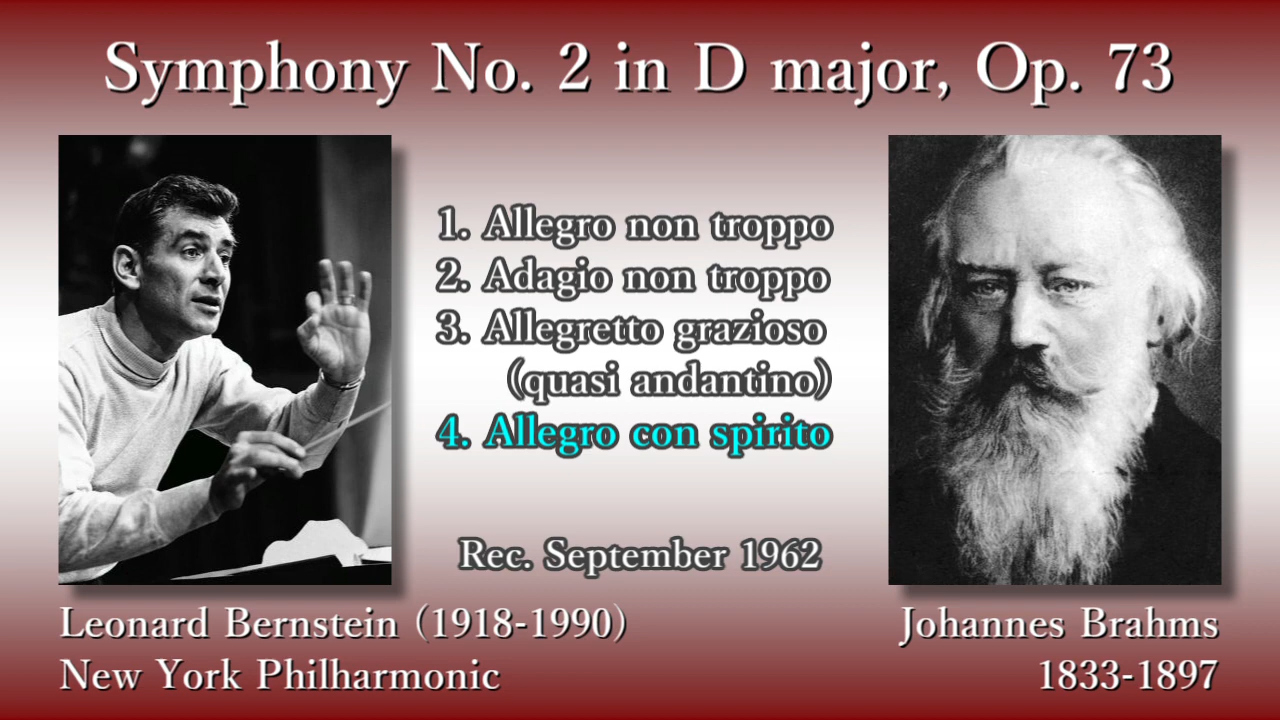 Symphony No. 2 in D major, Op. 73
1. Allegro non troppo
2. Adagio non troppo
3. Allegretto grazioso
(quasi andantino)
4. Allegro con spirito
Rec. September 1962
Leonard Bernstein (1918-1990)
New York Philharmonic
Johannes Brahms
1833-1897